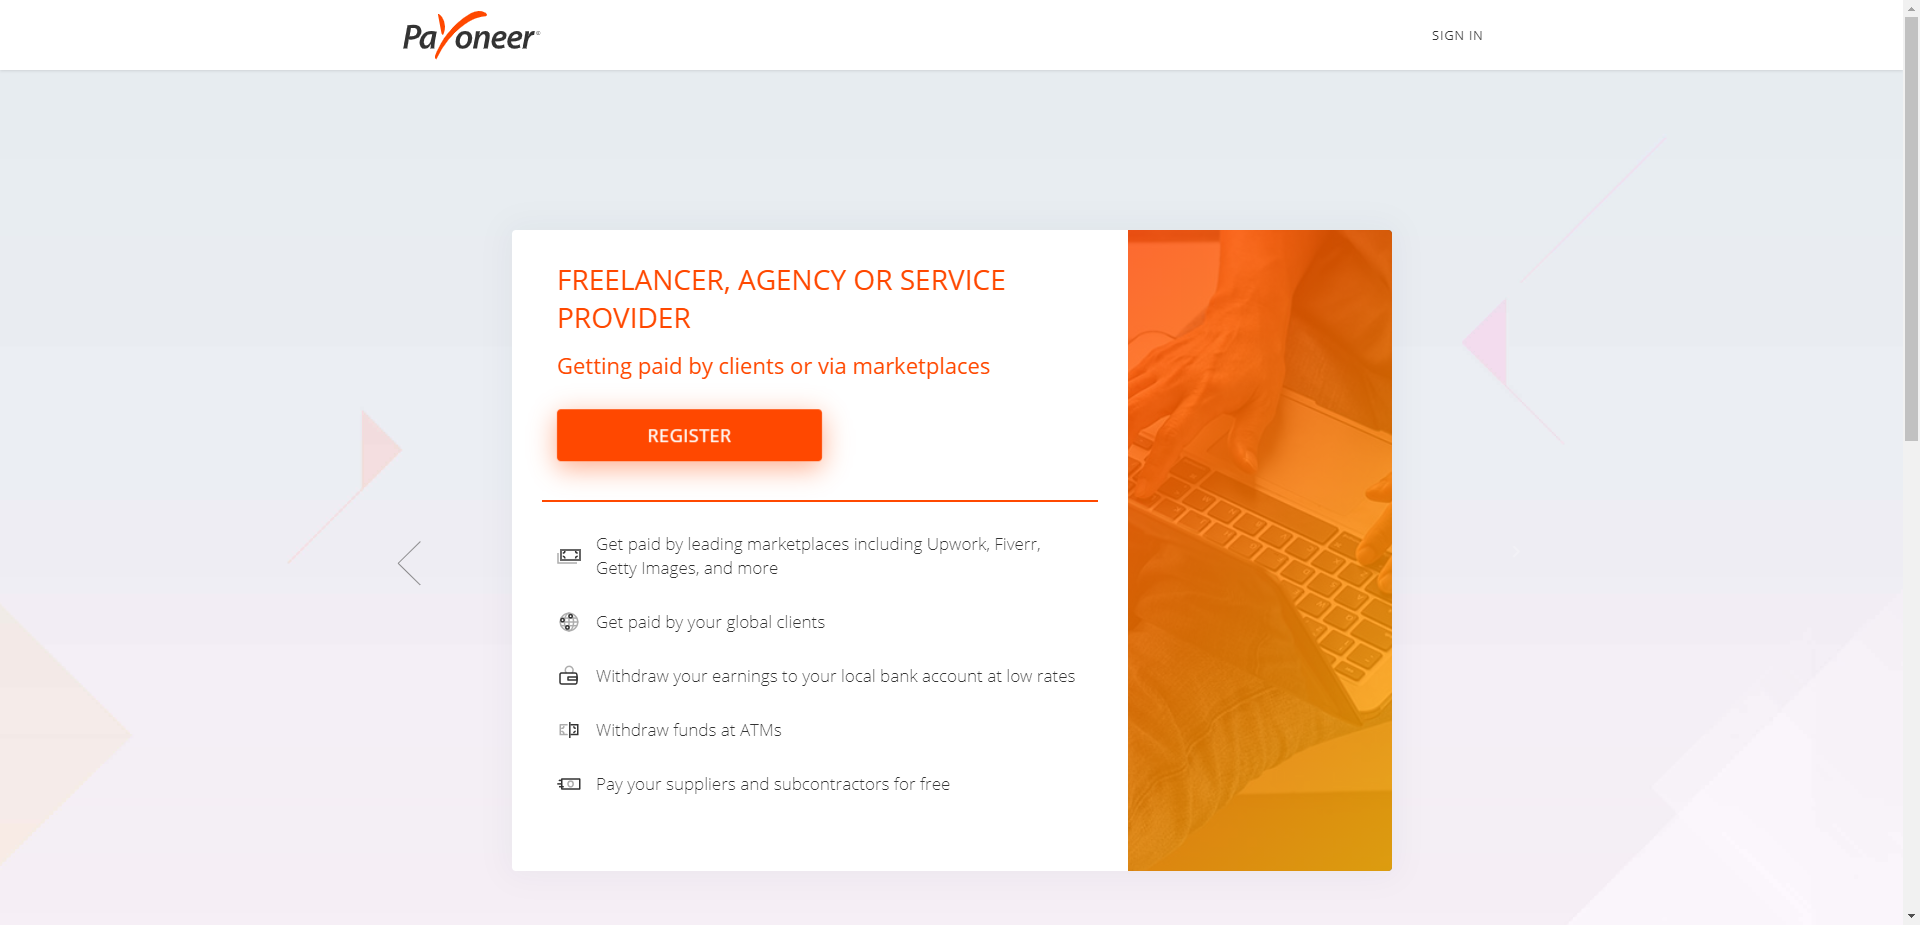 Payoneer
SIGN IN
FREELANCER, AGENCY OR SERVICE
PROVIDER
Getting paid by clients or via marketplaces
REGISTER
Get paid by leading marketplaces including Upwork, Fiverr,
Getty Images, and more
Get paid by your global clients
Withdraw your earnings to your local bank account at low rates
Withdraw funds at ATMs
Pay your suppliers and subcontractors for free